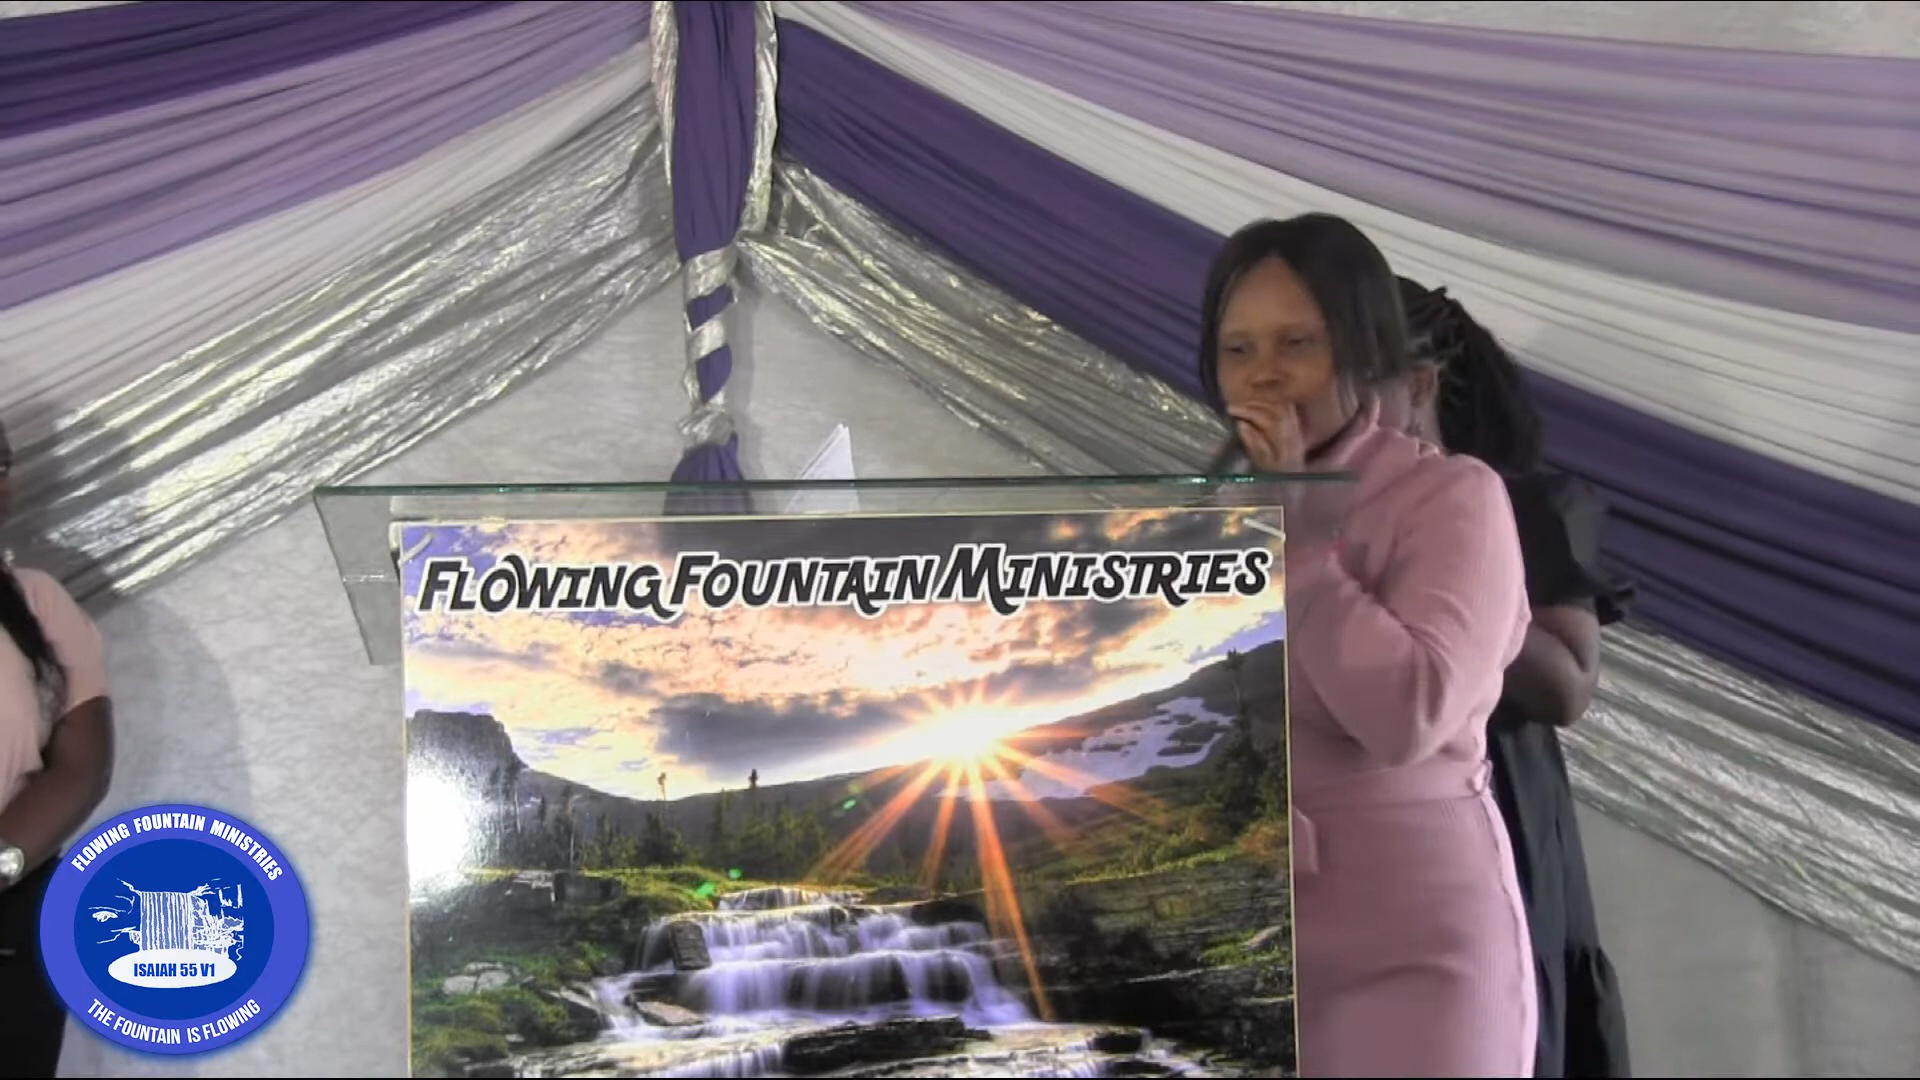 FLOWING FOUNTAIN MINISTRIES
FLOWING FOUNTAIN MINISTRIES
ISAIAH 55 V1
THE FOUNTAIN IS FLOWING